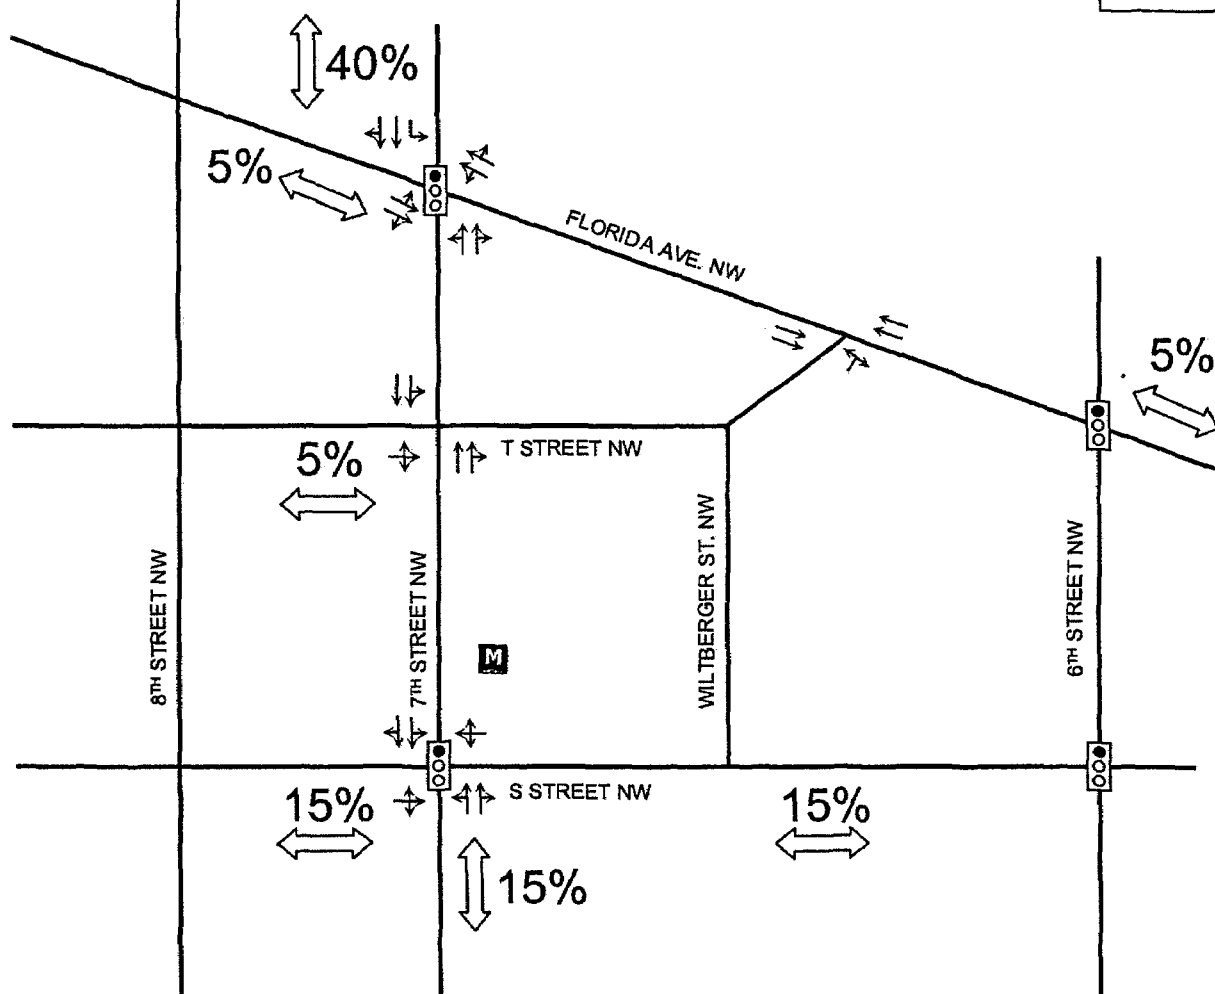 40%
5%
FLORIDA AVE. NW
5%
T STREET NW
5%
8TH STREET NW
7TH STREET NW
WILTBERGER ST. NW
6TH STREET NW
M
S STREET NW
15%
15%
15%